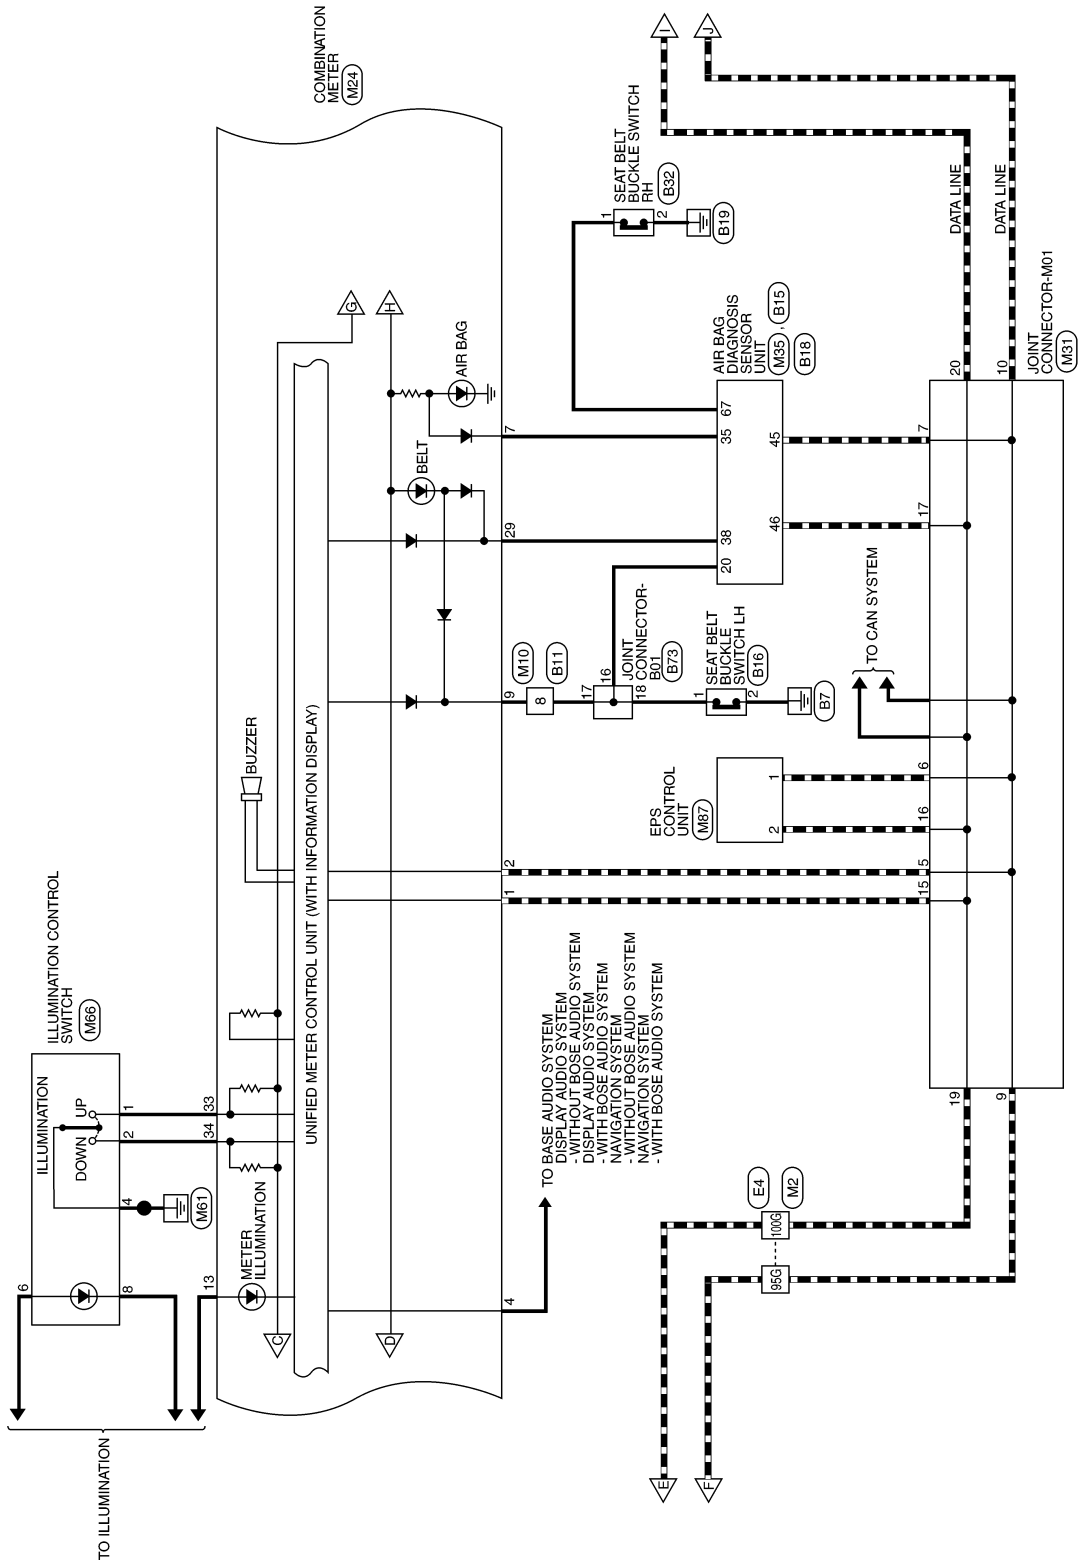 COMBINATION
METER
M24
I
J
SEAT BELT
BUCKLE SWITCH
RH
B32
1
2
B19
DATA LINE
DATA LINE
G
H
AIR BAG
AIR BAG
DIAGNOSIS
SENSOR
UNIT
M35 , B15
B18
JOINT
CONNECTOR-M01
M31
20
10
7
35
67
45
7
BELT
29
38
20
46
17
TO CAN SYSTEM
M10
B11
9
8
17
16
18
JOINT
CONNECTOR-
B01
B73
SEAT BELT
BUCKLE
SWITCH LH
B16
1
2
B7
BUZZER
UNIFIED METER CONTROL UNIT (WITH INFORMATION DISPLAY)
EPS
CONTROL
UNIT
M87
1
2
6
16
2
1
5
15
ILLUMINATION CONTROL
SWITCH
M66
ILLUMINATION
UP
DOWN
1
2
33
34
4
M61
6
8
13
METER
ILLUMINATION
TO BASE AUDIO SYSTEM
DISPLAY AUDIO SYSTEM
- WITHOUT BOSE AUDIO SYSTEM
DISPLAY AUDIO SYSTEM
- WITH BOSE AUDIO SYSTEM
NAVIGATION SYSTEM
- WITHOUT BOSE AUDIO SYSTEM
NAVIGATION SYSTEM
- WITH BOSE AUDIO SYSTEM
4
19
9
E4
M2
100G
95G
C
D
E
F
TO ILLUMINATION